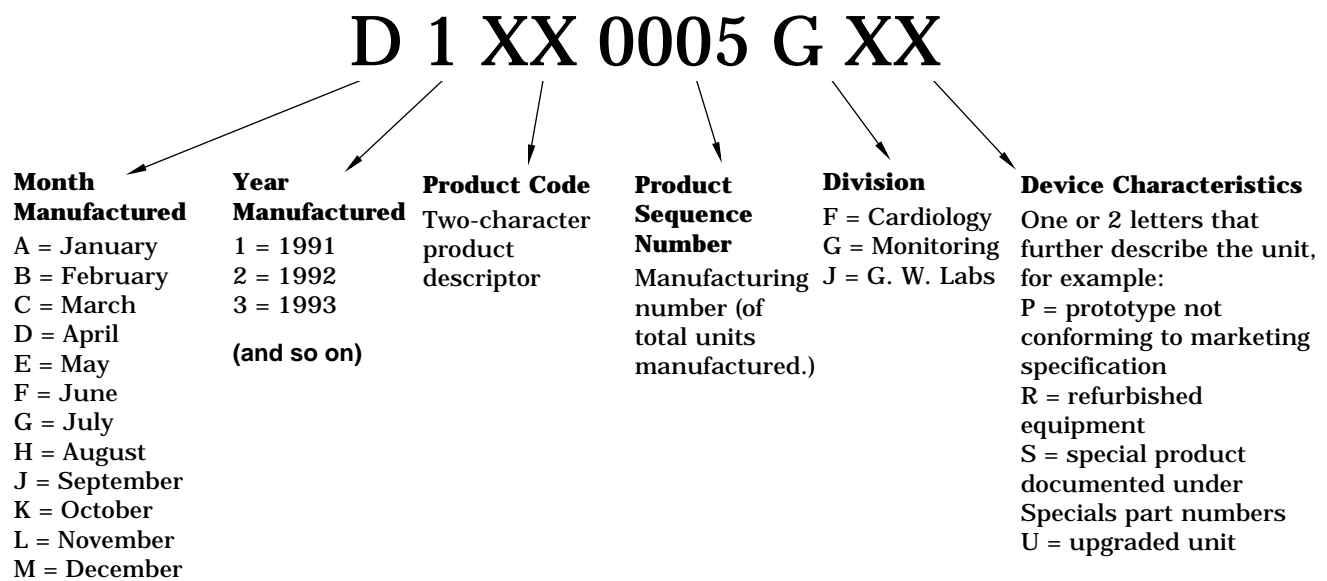 D 1 XX 0005 G XX
Month
Manufactured
A = January
B = February
C = March
D = April
E = May
F = June
G = July
H = August
J = September
K = October
L = November
M = December
Year
Manufactured
1 = 1991
2 = 1992
3 = 1993
(and so on)
Product Code
Two-character
product
descriptor
Product
Sequence
Number
Manufacturing
number (of
total units
manufactured.)
Division
F = Cardiology
G = Monitoring
J = G. W. Labs
Device Characteristics
One or 2 letters that
further describe the unit,
for example:
P = prototype not
conforming to marketing
specification
R = refurbished
equipment
S = special product
documented under
Specials part numbers
U = upgraded unit